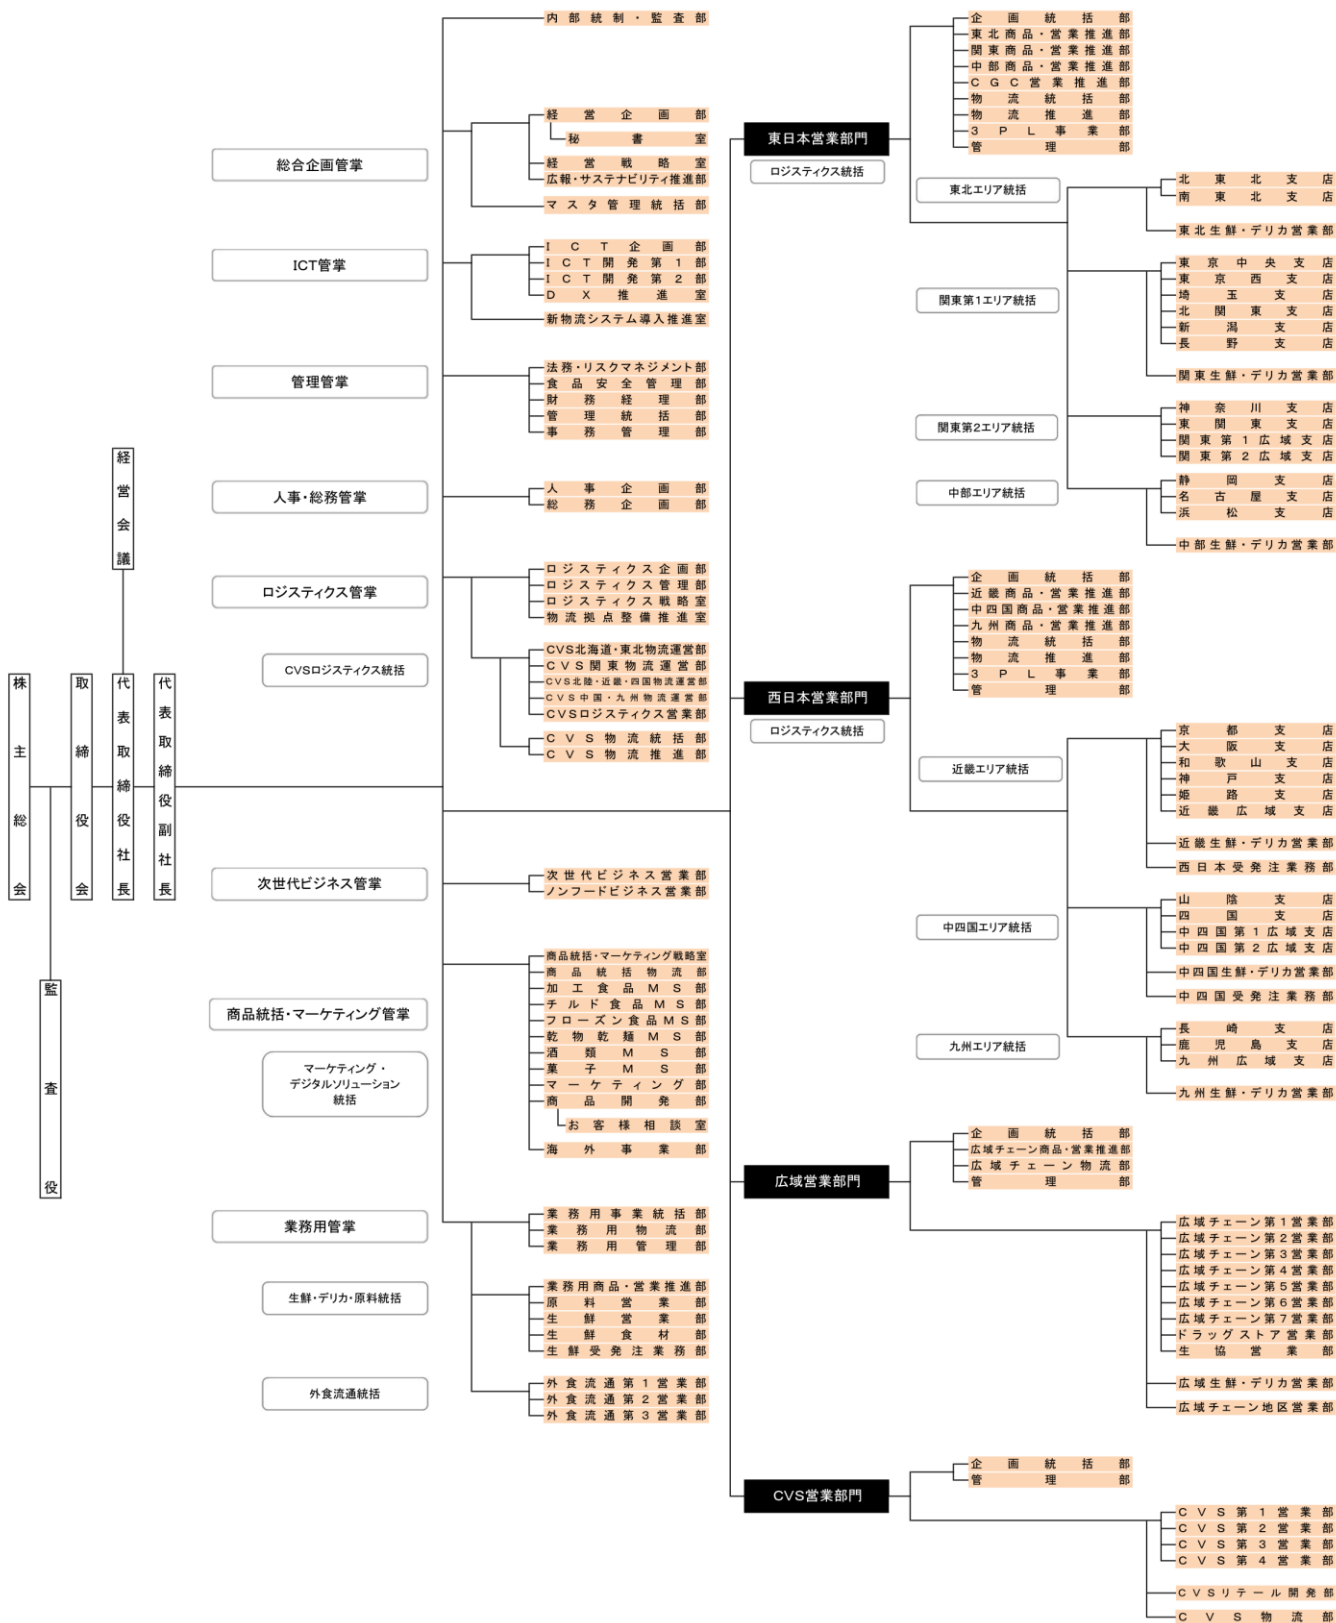 株主総会
監査役
取締役会
経営会議
代表取締役社長
代表取締役副社長
内部統制・監査部
総合企画管掌
経営企画部
秘書室
経営戦略室
広報・サステナビリティ推進部
マスタ管理統括部
ICT管掌
ICT企画部
ICT開発第1部
ICT開発第2部
DX推進室
新物流システム導入推進室
管理管掌
法務・リスクマネジメント部
食品安全管理部
財務経理部
管理統括部
事務管理部
人事・総務管掌
人事企画部
総務企画部
ロジスティクス管掌
ロジスティクス企画部
ロジスティクス管理部
ロジスティクス戦略室
物流拠点整備推進室
CVSロジスティクス統括
CVS北海道・東北物流運営部
CVS関東物流運営部
CVS北陸・近畿・四国物流運営部
CVS中国・九州物流運営部
CVSロジスティクス営業部
CVS物流統括部
CVS物流推進部
次世代ビジネス管掌
次世代ビジネス営業部
ノンフードビジネス営業部
商品統括・マーケティング管掌
マーケティング・
デジタルソリューション
統括
商品統括・マーケティング戦略室
商品統括物流部
加工食品MS部
チルド食品MS部
フローズン食品MS部
乾物乾麺MS部
酒類MS部
菓子MS部
マーケティング部
商品開発部
お客様相談室
海外事業部
業務用管掌
業務用事業統括部
業務用物流部
業務用管理部
生鮮・デリカ・原料統括
業務用商品・営業推進部
原料営業部
生鮮営業部
生鮮食材部
生鮮受発注業務部
外食流通統括
外食流通第1営業部
外食流通第2営業部
外食流通第3営業部
東日本営業部門
ロジスティクス統括
企画統括部
東北商品・営業推進部
関東商品・営業推進部
中部商品・営業推進部
CGC営業推進部
物流統括部
物流推進部
3PL事業部
管理部
東北エリア統括
北東北支店
南東北支店
東北生鮮・デリカ営業部
関東第1エリア統括
東京中央支店
東京西支店
埼玉支店
北関東支店
新潟支店
長野支店
関東生鮮・デリカ営業部
関東第2エリア統括
神奈川支店
東関東支店
関東第1広域支店
関東第2広域支店
中部エリア統括
静岡支店
名古屋支店
浜松支店
中部生鮮・デリカ営業部
西日本営業部門
ロジスティクス統括
企画統括部
近畿商品・営業推進部
中四国商品・営業推進部
九州商品・営業推進部
物流統括部
物流推進部
3PL事業部
管理部
近畿エリア統括
京都支店
大阪支店
和歌山支店
神戸支店
姫路支店
近畿広域支店
近畿生鮮・デリカ営業部
西日本受発注業務部
中四国エリア統括
山陰支店
四国支店
中四国第1広域支店
中四国第2広域支店
中四国生鮮・デリカ営業部
中四国受発注業務部
九州エリア統括
長崎支店
鹿児島支店
九州広域支店
九州生鮮・デリカ営業部
広域営業部門
企画統括部
広域チェーン商品・営業推進部
広域チェーン物流部
管理部
広域チェーン第1営業部
広域チェーン第2営業部
広域チェーン第3営業部
広域チェーン第4営業部
広域チェーン第5営業部
広域チェーン第6営業部
広域チェーン第7営業部
ドラッグストア営業部
生協営業部
広域生鮮・デリカ営業部
広域チェーン地区営業部
CVS営業部門
企画統括部
管理部
CVS第1営業部
CVS第2営業部
CVS第3営業部
CVS第4営業部
CVSリテール開発部
CVS物流部